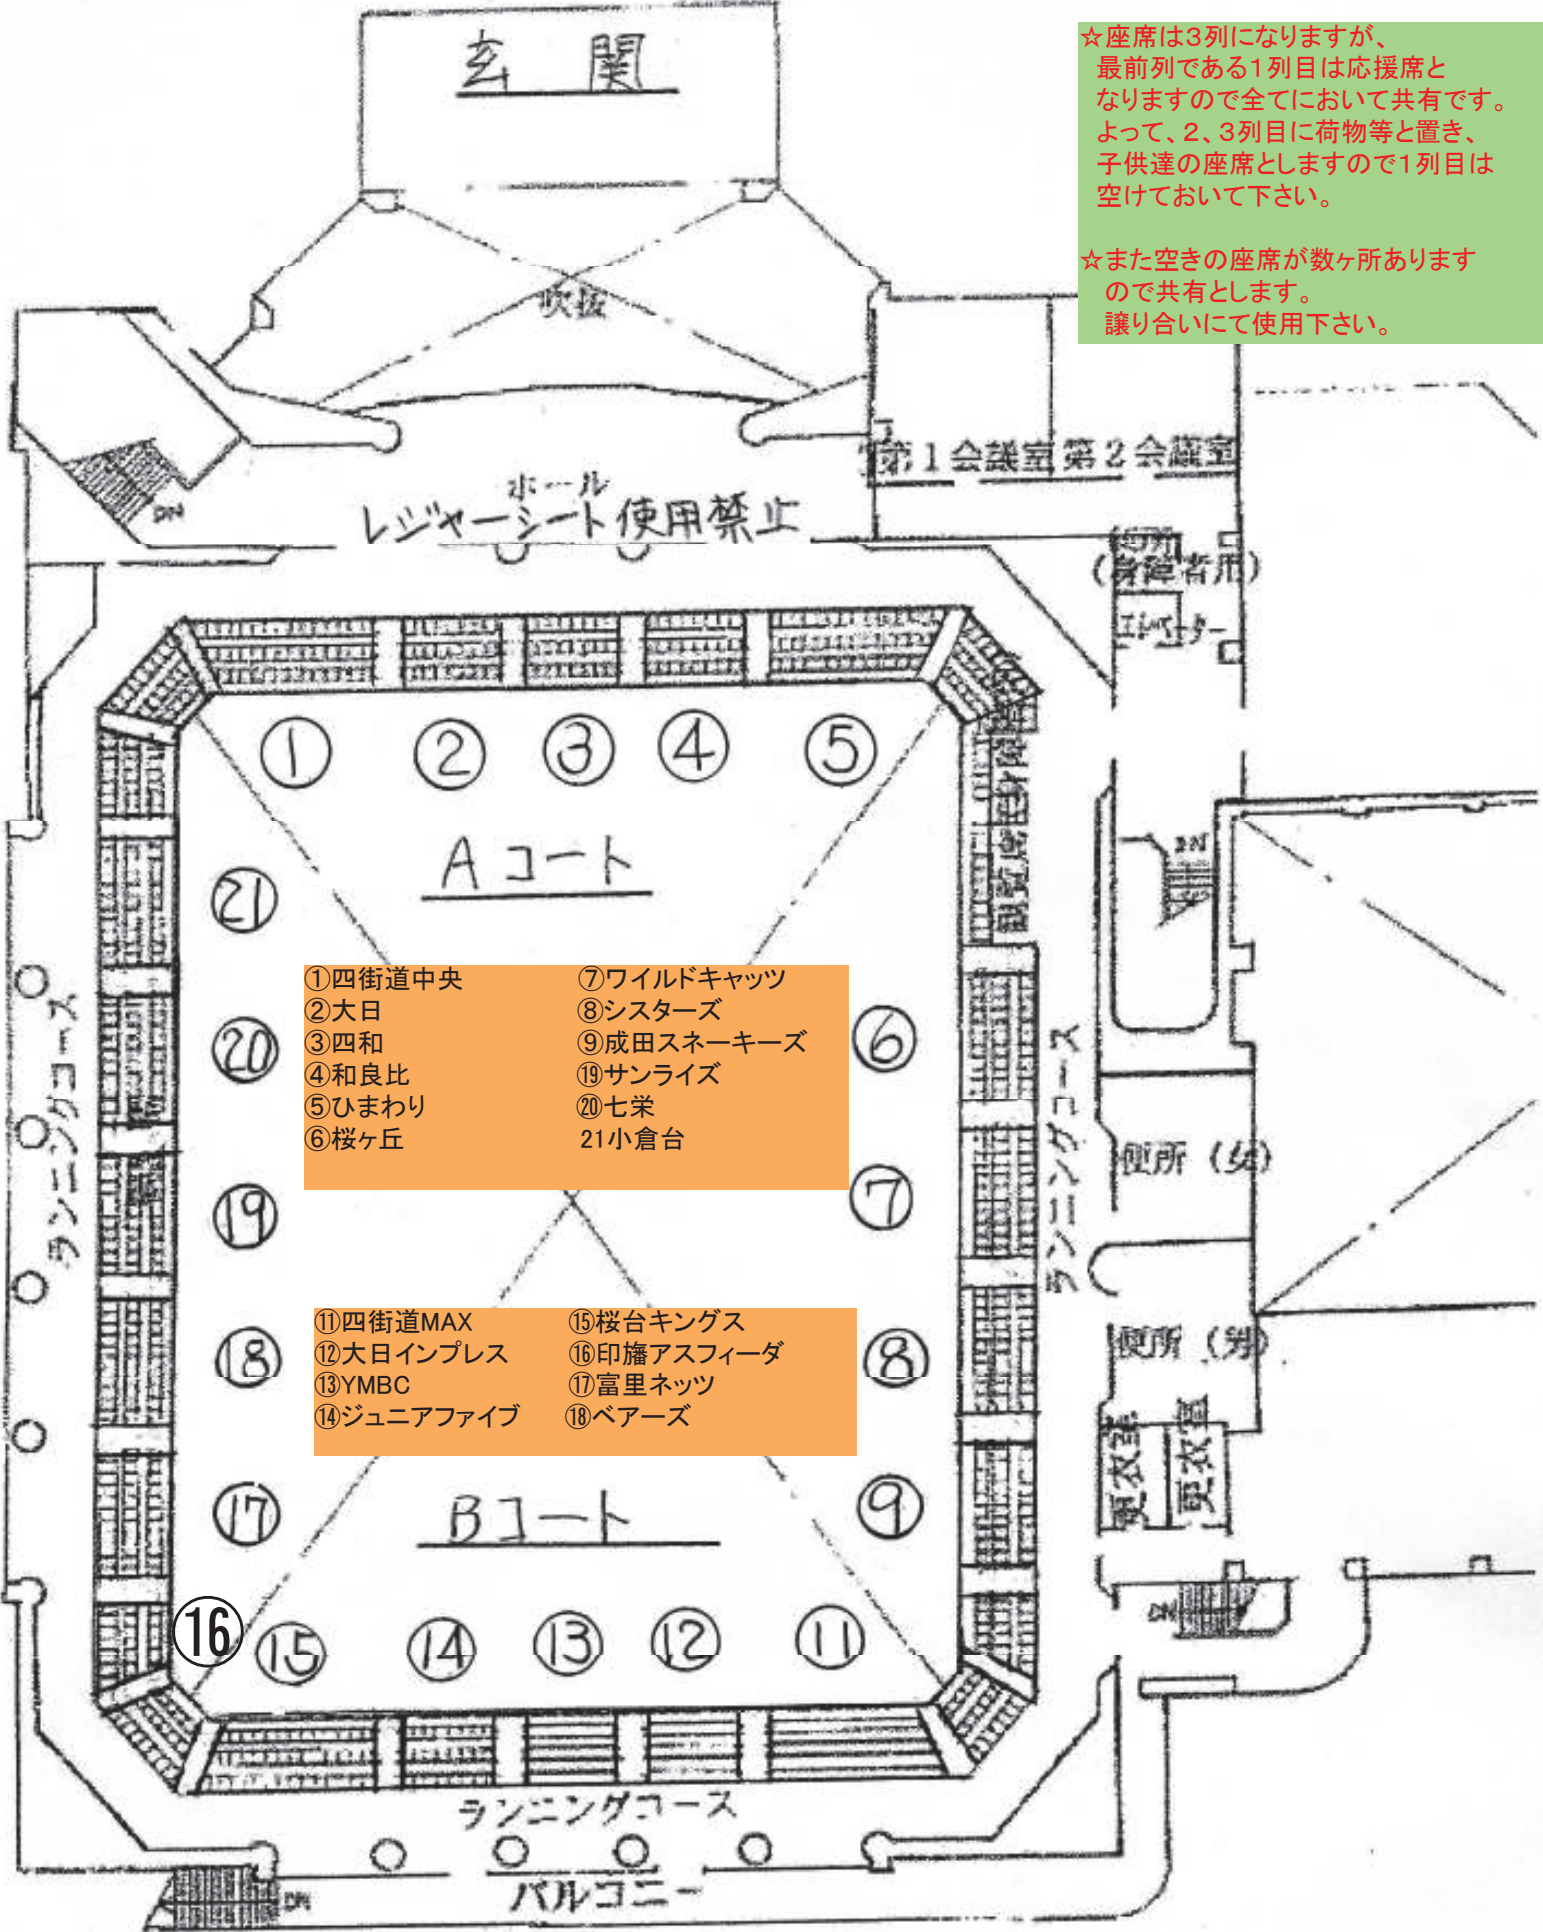 玄関
☆座席は3列になりますが、
最前列である1列目は応援席と
なりますので全てにおいて共有です。
よって、2、3列目に荷物等と置き、
子供達の座席としますので1列目は
空けておいて下さい。
☆また空きの座席が数ヶ所あります
ので共有とします。
譲り合いにて使用下さい。
吹抜
第1会議室 第2会議室
ホール
レジャーシート使用禁止
DN
便所
(身障者用)
エレベーター
① ② ③ ④ ⑤
Aコート
㉑
DN
①四街道中央 ⑦ワイルドキャッツ
②大日 ⑧シスターズ
③四和 ⑨成田スネーキーズ
④和良比 ⑲サンライズ
⑤ひまわり ⑳七栄
⑥桜ヶ丘 21小倉台
⑳ ⑥
ランニングコース
ランニングコース
便所(女)
⑲ ⑦
⑪四街道MAX ⑮桜台キングス
⑫大日インプレス ⑯印旛アスフィーダ
⑬YMBC ⑰富里ネッツ
⑭ジュニアファイブ ⑱ベアーズ
⑱ ⑧
便所(男)
更衣室 更衣室
⑰ ⑨
Bコート
⑯ ⑮ ⑭ ⑬ ⑫ ⑪
ランニングコース
バルコニー
DN